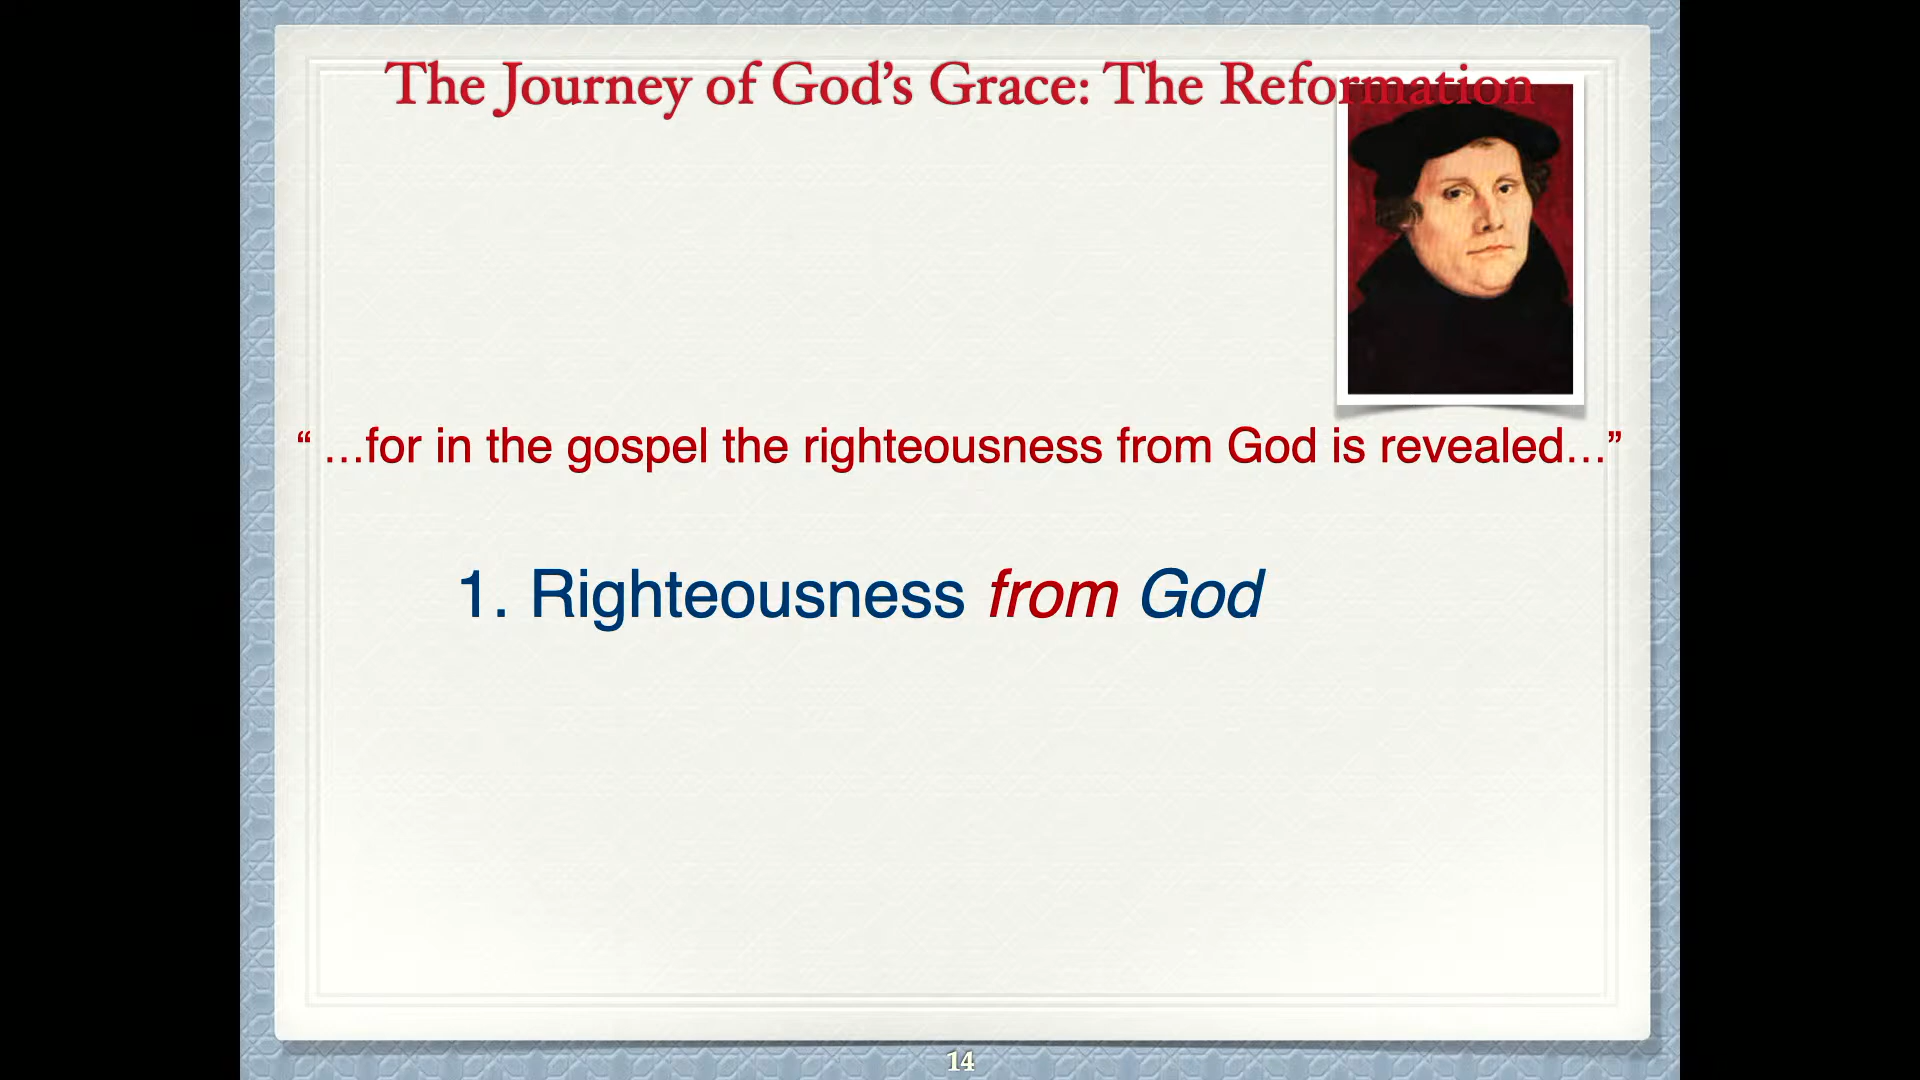 The Journey of God’s Grace: The Reformation
“ …for in the gospel the righteousness from God is revealed…”
1. Righteousness from God
14